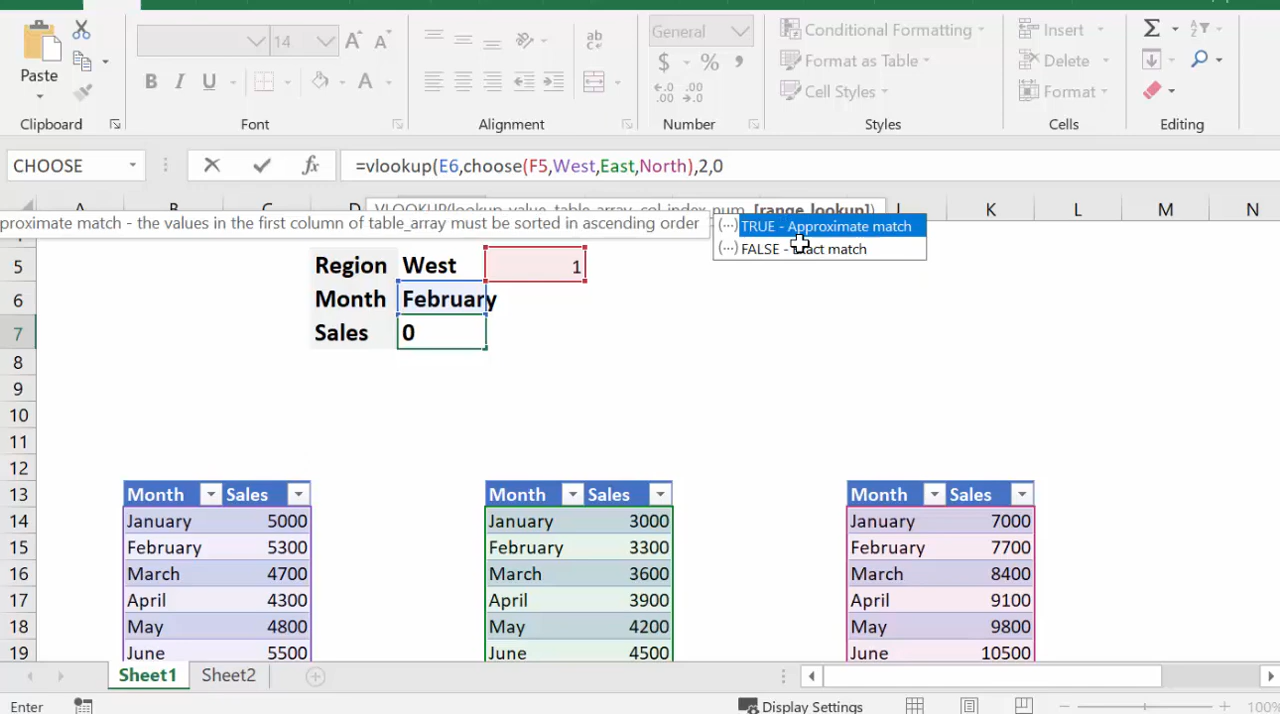 14
General
Conditional Formatting
Insert
Paste
Format as Table
Delete
B I U
$ % ,
Cell Styles
Format
Clipboard
Font
Alignment
Number
Styles
Cells
Editing
CHOOSE
fx
=vlookup(E6,choose(F5,West,East,North),2,0
VLOOKUP(lookup_value, table_array, col_index_num, [range_lookup])
K L M N
proximate match - the values in the first column of table_array must be sorted in ascending order
TRUE - Approximate match
FALSE - Exact match
5 Region West 1
6 Month February
7 Sales 0
8
9
10
11
12
13 Month Sales Month Sales Month Sales
14 January 5000 January 3000 January 7000
15 February 5300 February 3300 February 7700
16 March 4700 March 3600 March 8400
17 April 4300 April 3900 April 9100
18 May 4800 May 4200 May 9800
19 June 5500 June 4500 June 10500
Sheet1 Sheet2
Enter
Display Settings
100%